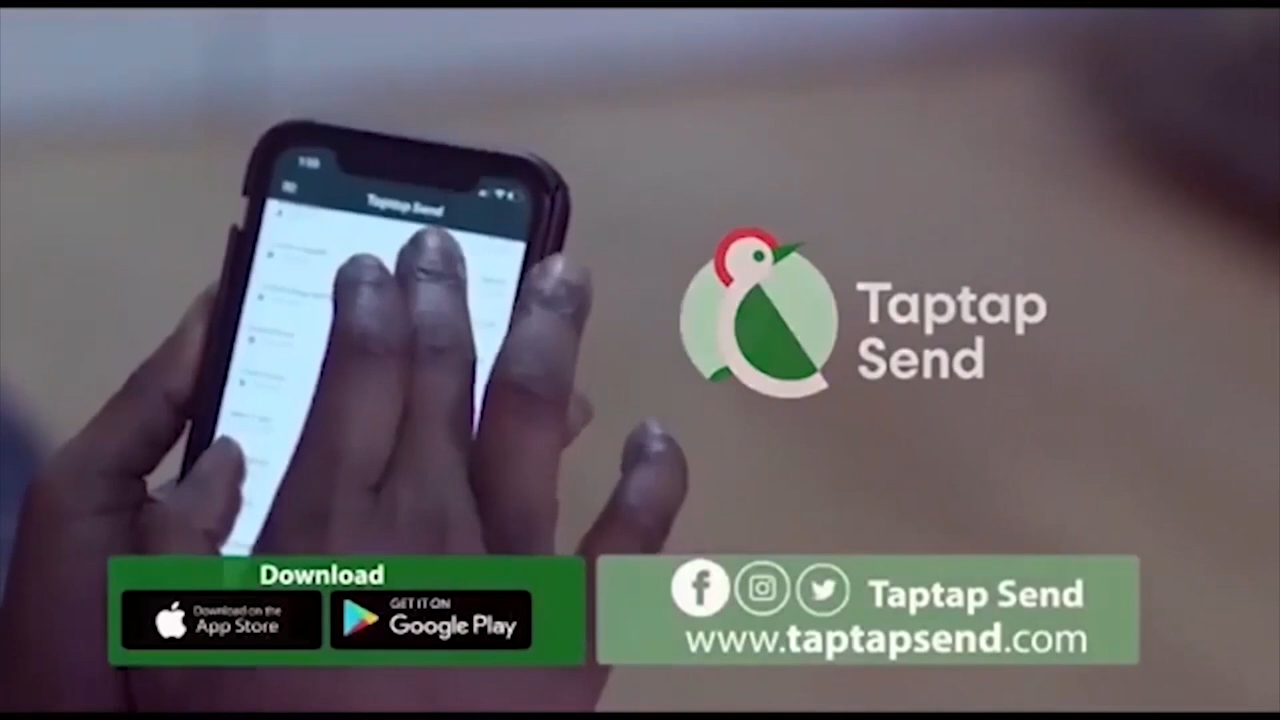 Taptap Send
Taptap
Send
Download
Download on the
App Store
GET IT ON
Google Play
Taptap Send
www.taptapsend.com